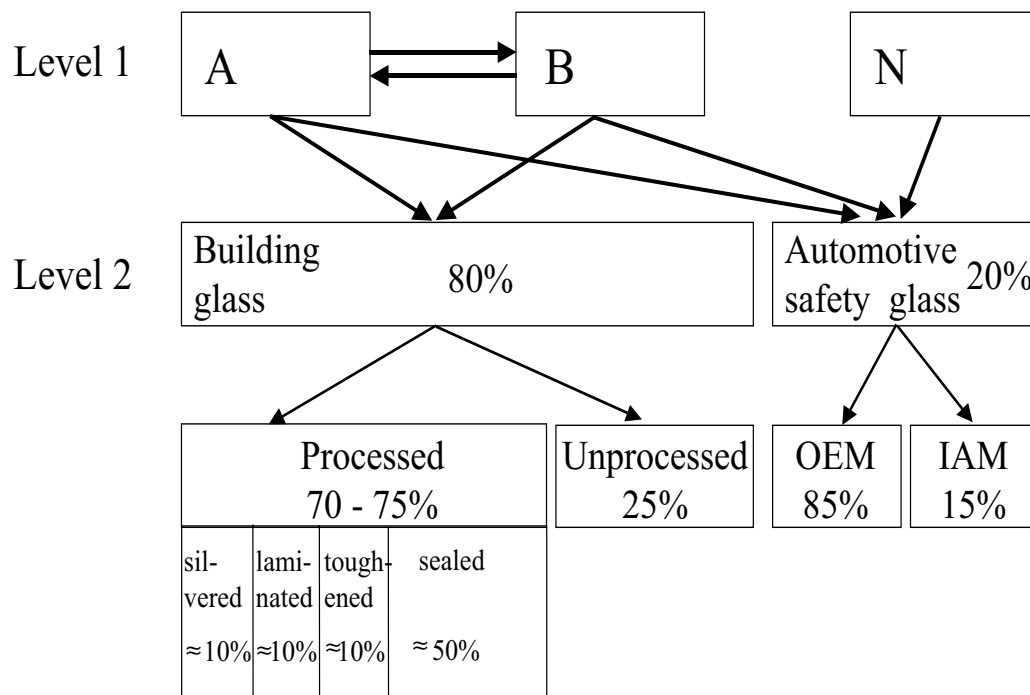 Level 1
A
B
N
Level 2
Building
glass
80%
Automotive
safety glass
20%
Processed
70 - 75%
Unprocessed
25%
OEM
85%
IAM
15%
sil-
vered
≈10%
lami-
nated
≈10%
tough-
ened
≈10%
sealed
≈50%